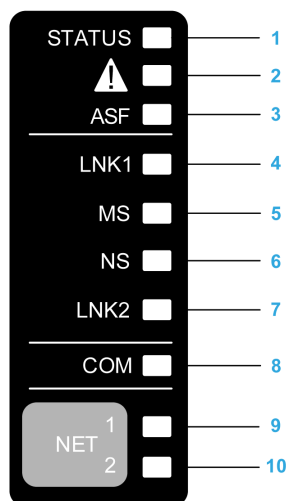 STATUS 1
2
ASF 3
LNK1 4
MS 5
NS 6
LNK2 7
COM 8
1 9
NET
2 10